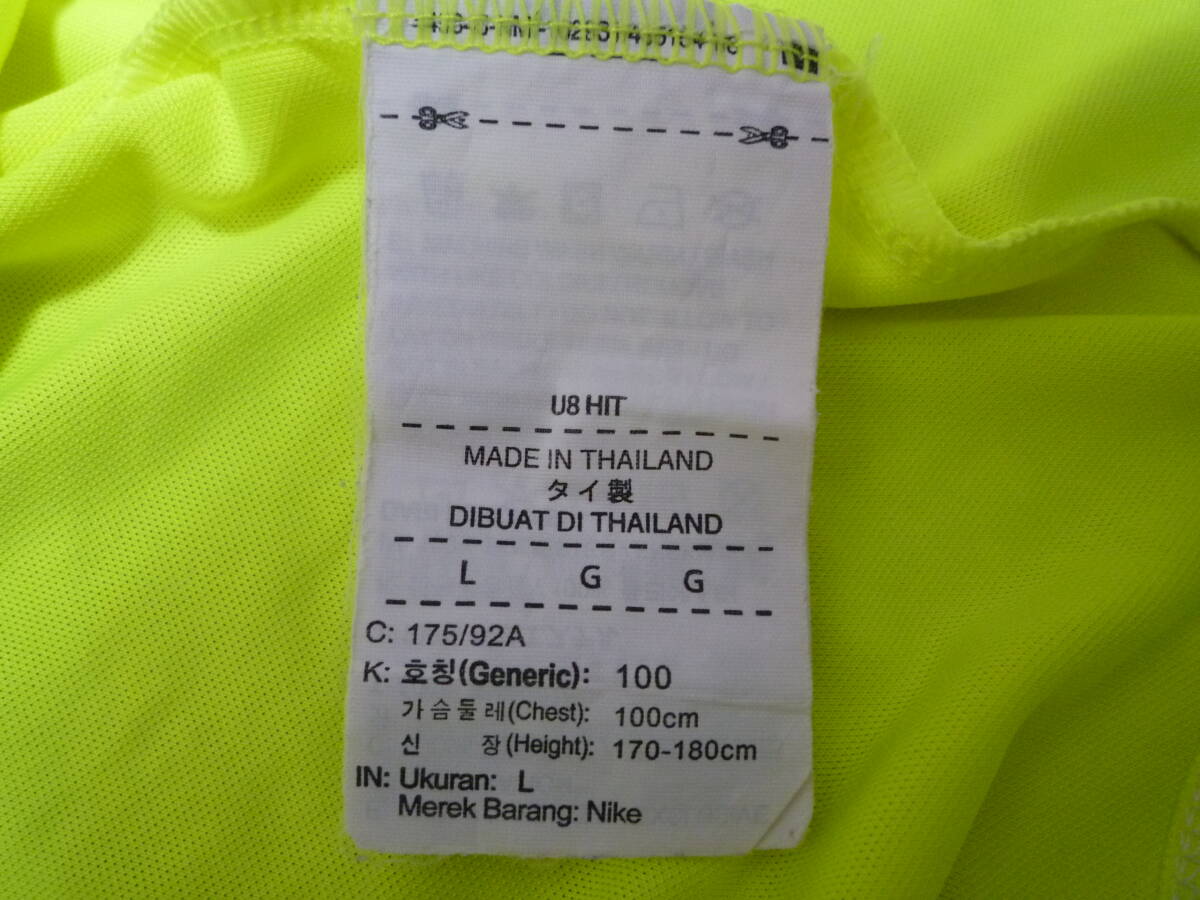 U8 HIT
MADE IN THAILAND
タイ製
DIBUAT DI THAILAND
L G G
C: 175/92A
K: 호칭(Generic): 100
가슴둘레(Chest): 100cm
신 장(Height): 170-180cm
IN: Ukuran: L
Merek Barang: Nike